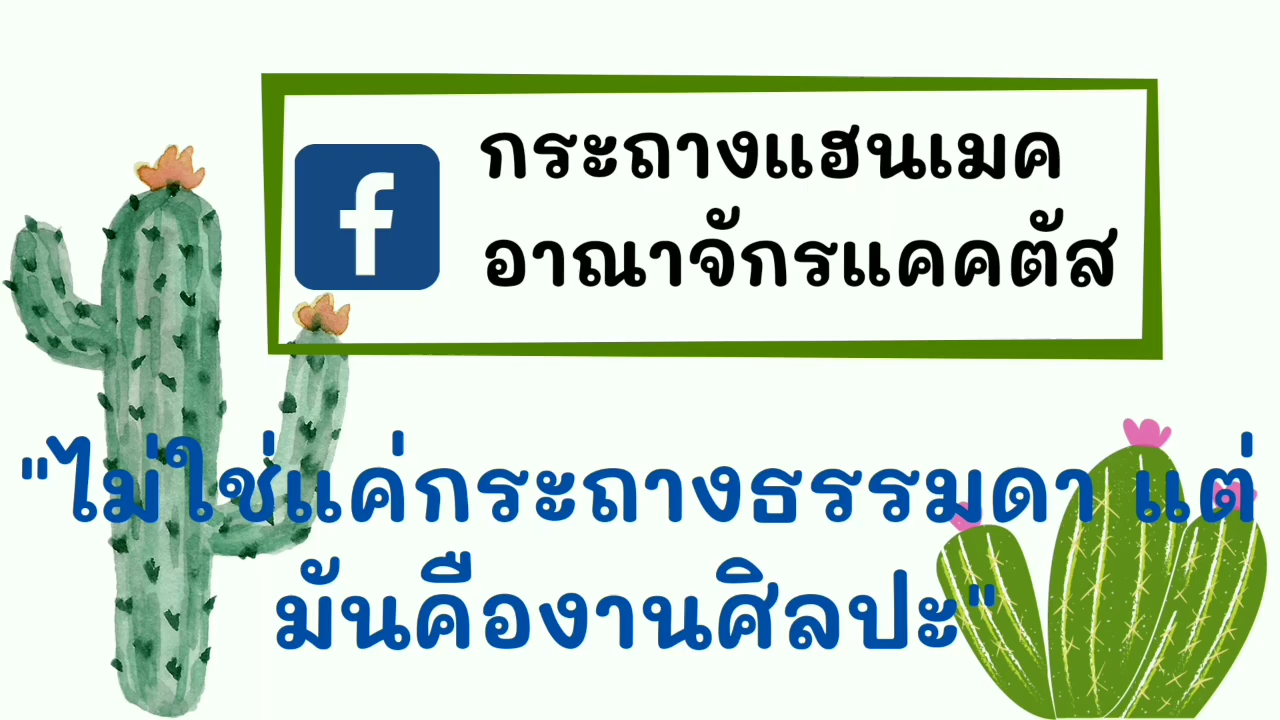 f
กระถางแฮนเมค
อาณาจักรแคคตัส
"ไม่ใช่แค่กระถางธรรมดา แต่
มันคืองานศิลปะ"